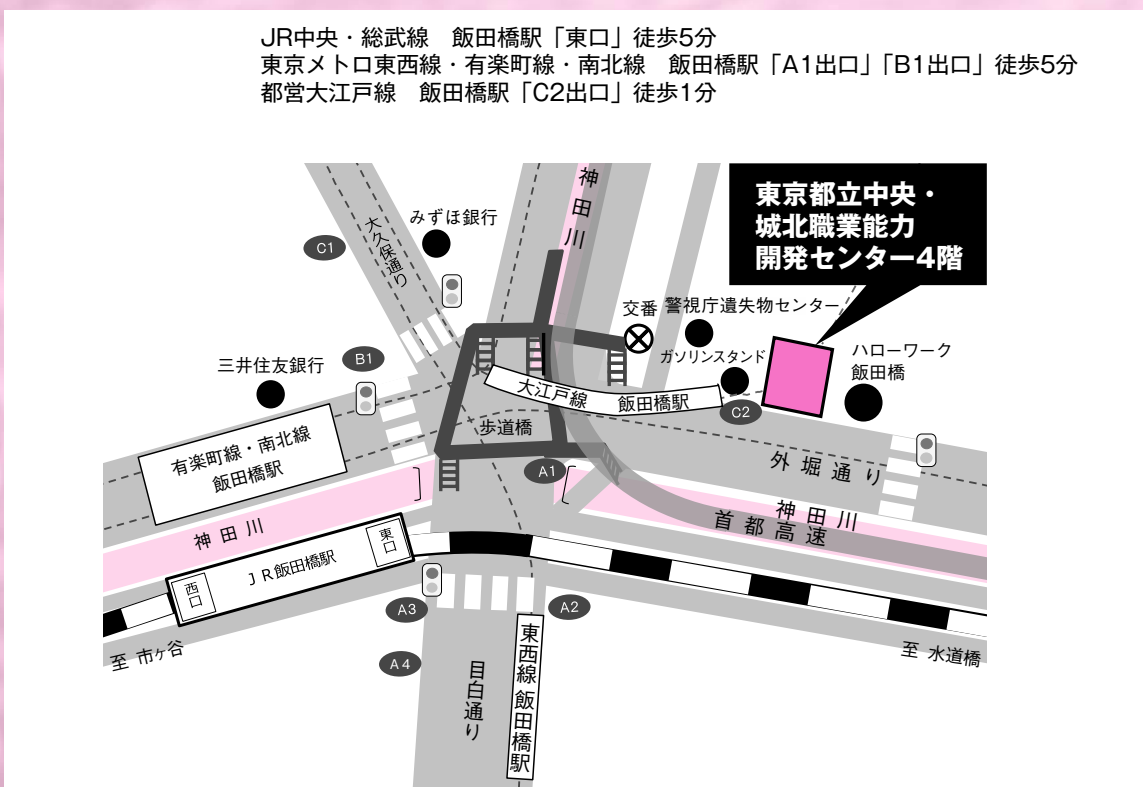 JR中央・総武線　飯田橋駅「東口」徒歩5分
東京メトロ東西線・有楽町線・南北線　飯田橋駅「A1出口」「B1出口」徒歩5分
都営大江戸線　飯田橋駅「C2出口」徒歩1分
神田川
東京都立中央・
城北職業能力
開発センター4階
大久保通り
みずほ銀行
C1
交番
警視庁遺失物センター
ガソリンスタンド
ハローワーク
飯田橋
三井住友銀行
B1
大江戸線　飯田橋駅
C2
歩道橋
有楽町線・南北線
飯田橋駅
A1
外堀通り
神田川
首都高速
神田川
東口
JR飯田橋駅
西口
A3
A2
至 市ヶ谷
至 水道橋
A4
目白通り
東西線 飯田橋駅